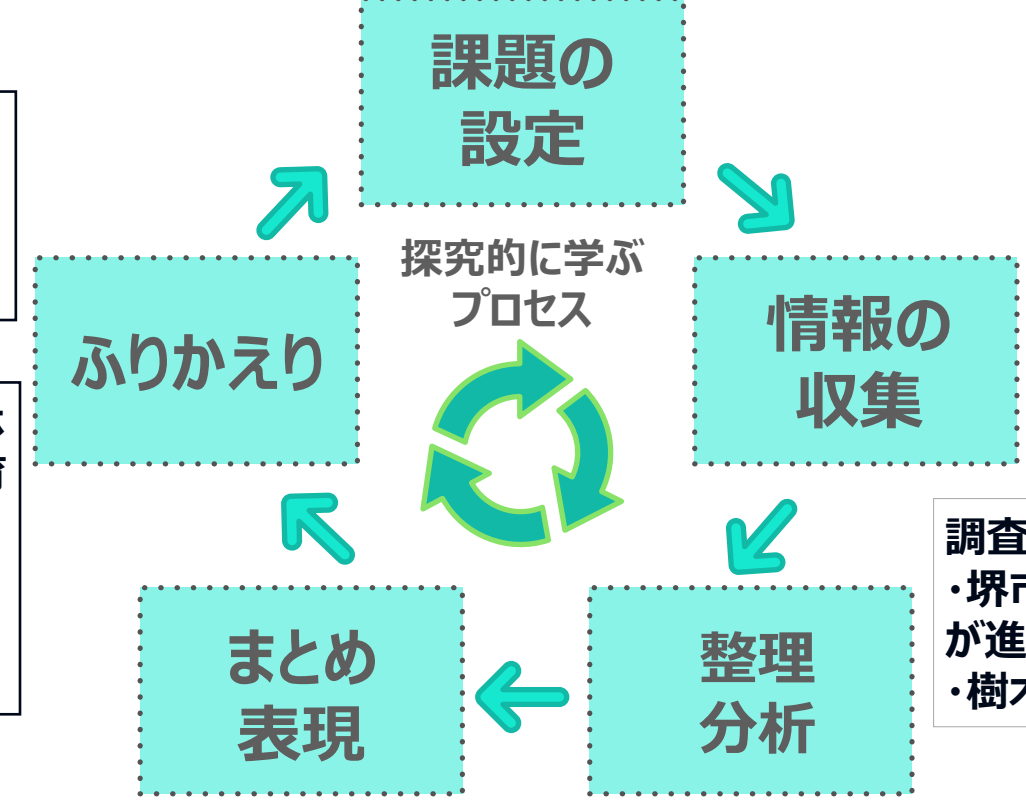 課題の
設定
探究的に学ぶ
プロセス
ふりかえり
情報の
収集
まとめ
表現
整理
分析
調査
・堺市
が進
・樹木